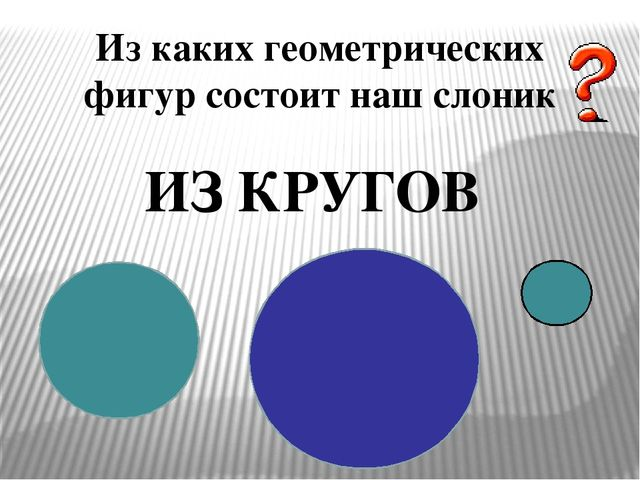 Из каких геометрических
фигур состоит наш слоник
ИЗ КРУГОВ